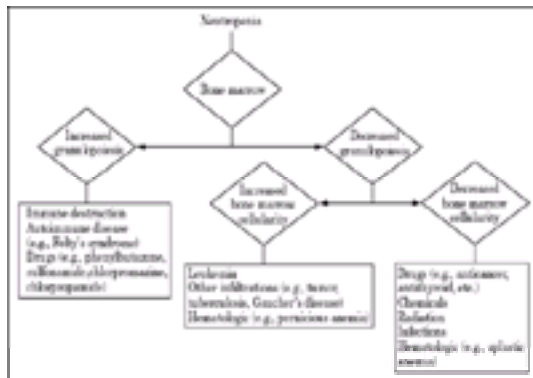 Neutropenia
Bone marrow
Increased
granulopoiesis
Decreased
granulopoiesis
Increased
bone marrow
cellularity
Decreased
bone marrow
cellularity
Immune destruction
Autoimmune disease
(e.g., Felty's syndrome)
Drugs (e.g., phenylbutazone,
sulfonamide, chlorpromazine,
chlorpropamide)
Leukemia
Other infiltrations (e.g., tumor,
tuberculosis, Gaucher's disease)
Hematologic (e.g., pernicious anemia)
Drugs (e.g., anticancer,
antithyroid, etc.)
Chemicals
Radiation
Infections
Hematologic (e.g., aplastic
anemia)